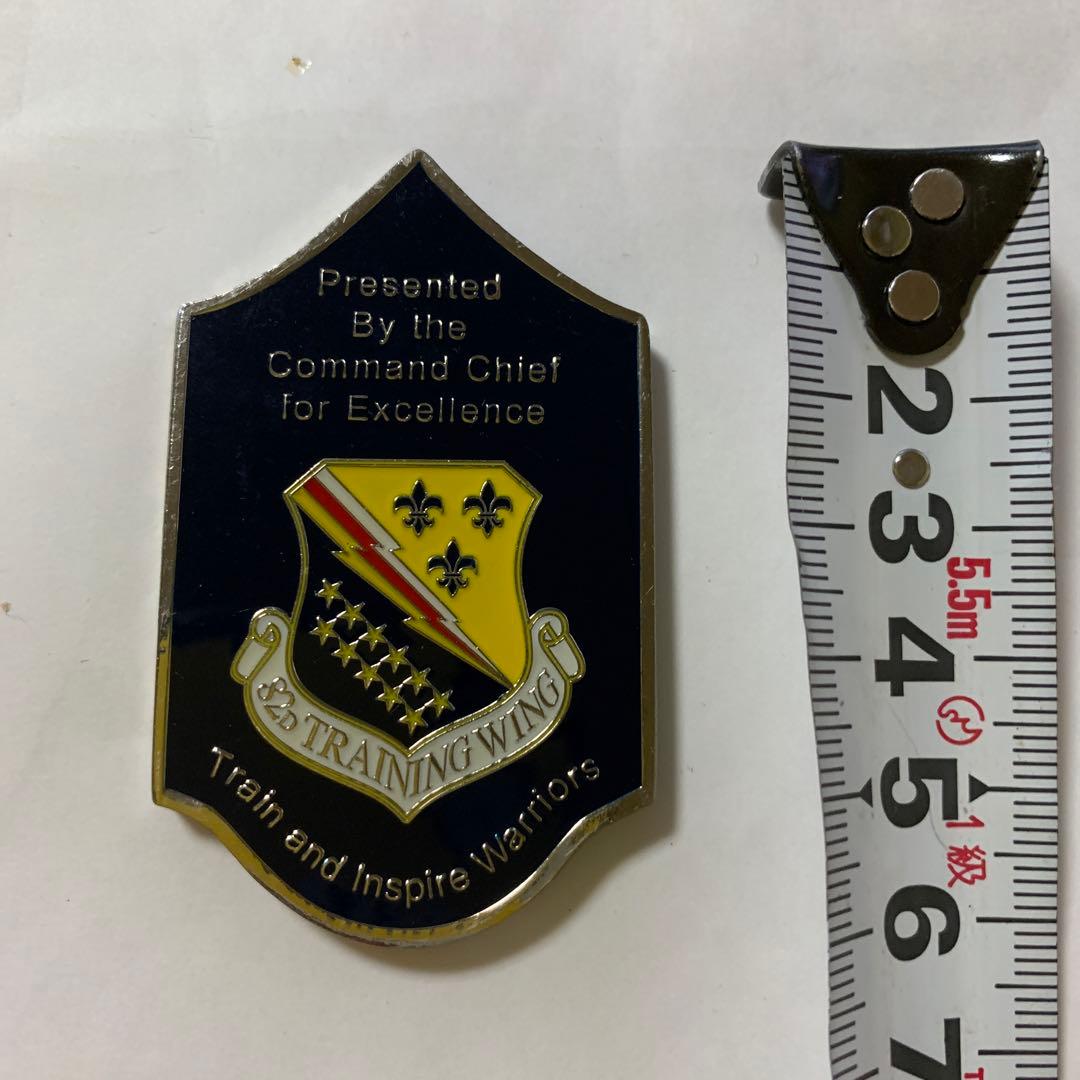 Presented
By the
Command Chief
for Excellence
82D TRAINING WING
Train and Inspire Warriors
2
3
4
5
6
7
5.5m
1級